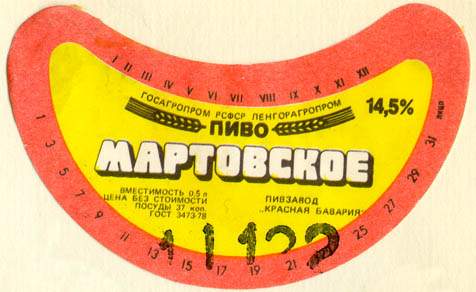 I II III IV V VI VII VIII IX X XI XII
ГОСАГРОПРОМ РСФСР ЛЕНГОРАГРОПРОМ
ПИВО
14,5%
МАРТОВСКОЕ
ВМЕСТИМОСТЬ 0,5 л
ЦЕНА БЕЗ СТОИМОСТИ
ПОСУДЫ 37 коп.
ГОСТ 3473-78
ПИВЗАВОД
„КРАСНАЯ БАВАРИЯ"
1 3 5 7 9 11 13 15 17 19 21 23 25 27 29 31